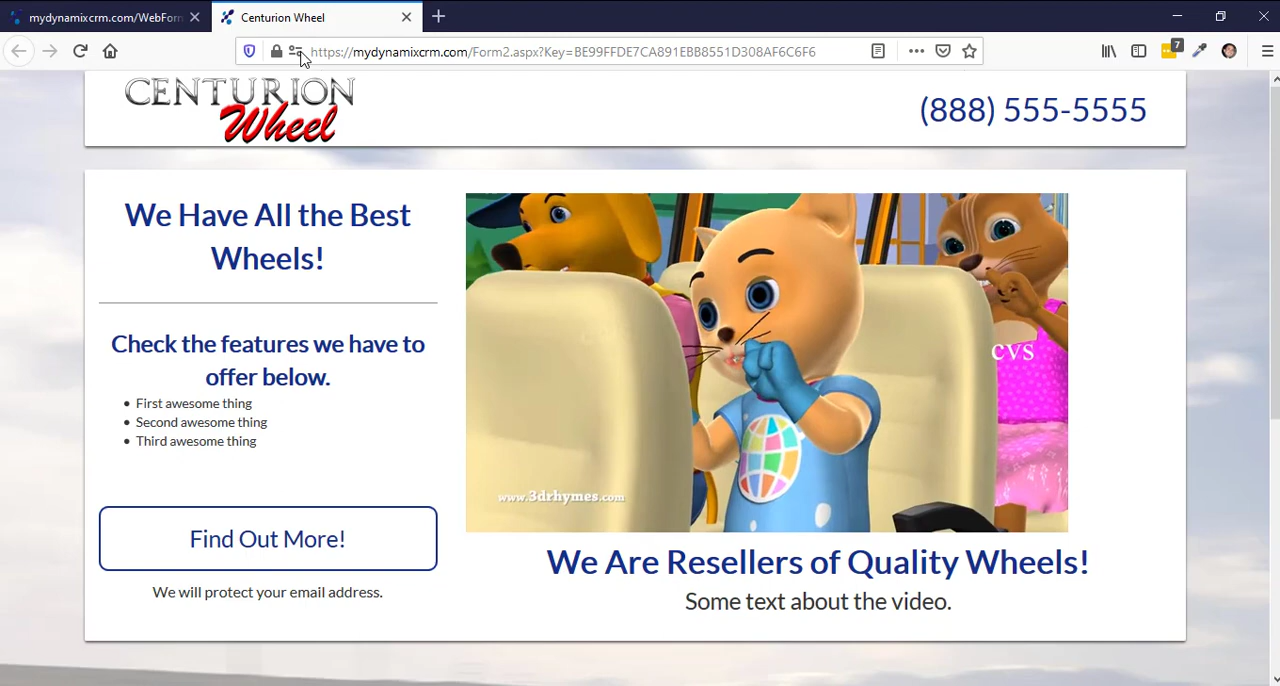 mydynamixcrm.com/WebForm
Centurion Wheel
https://mydynamixcrm.com/Form2.aspx?Key=BE99FFDE7CA891EBB8551D308AF6C6F6
7
CENTURION
Wheel
(888) 555-5555
We Have All the Best
Wheels!
Check the features we have to
offer below.
• First awesome thing
• Second awesome thing
• Third awesome thing
Find Out More!
We will protect your email address.
CVS
www.3drhymes.com
We Are Resellers of Quality Wheels!
Some text about the video.